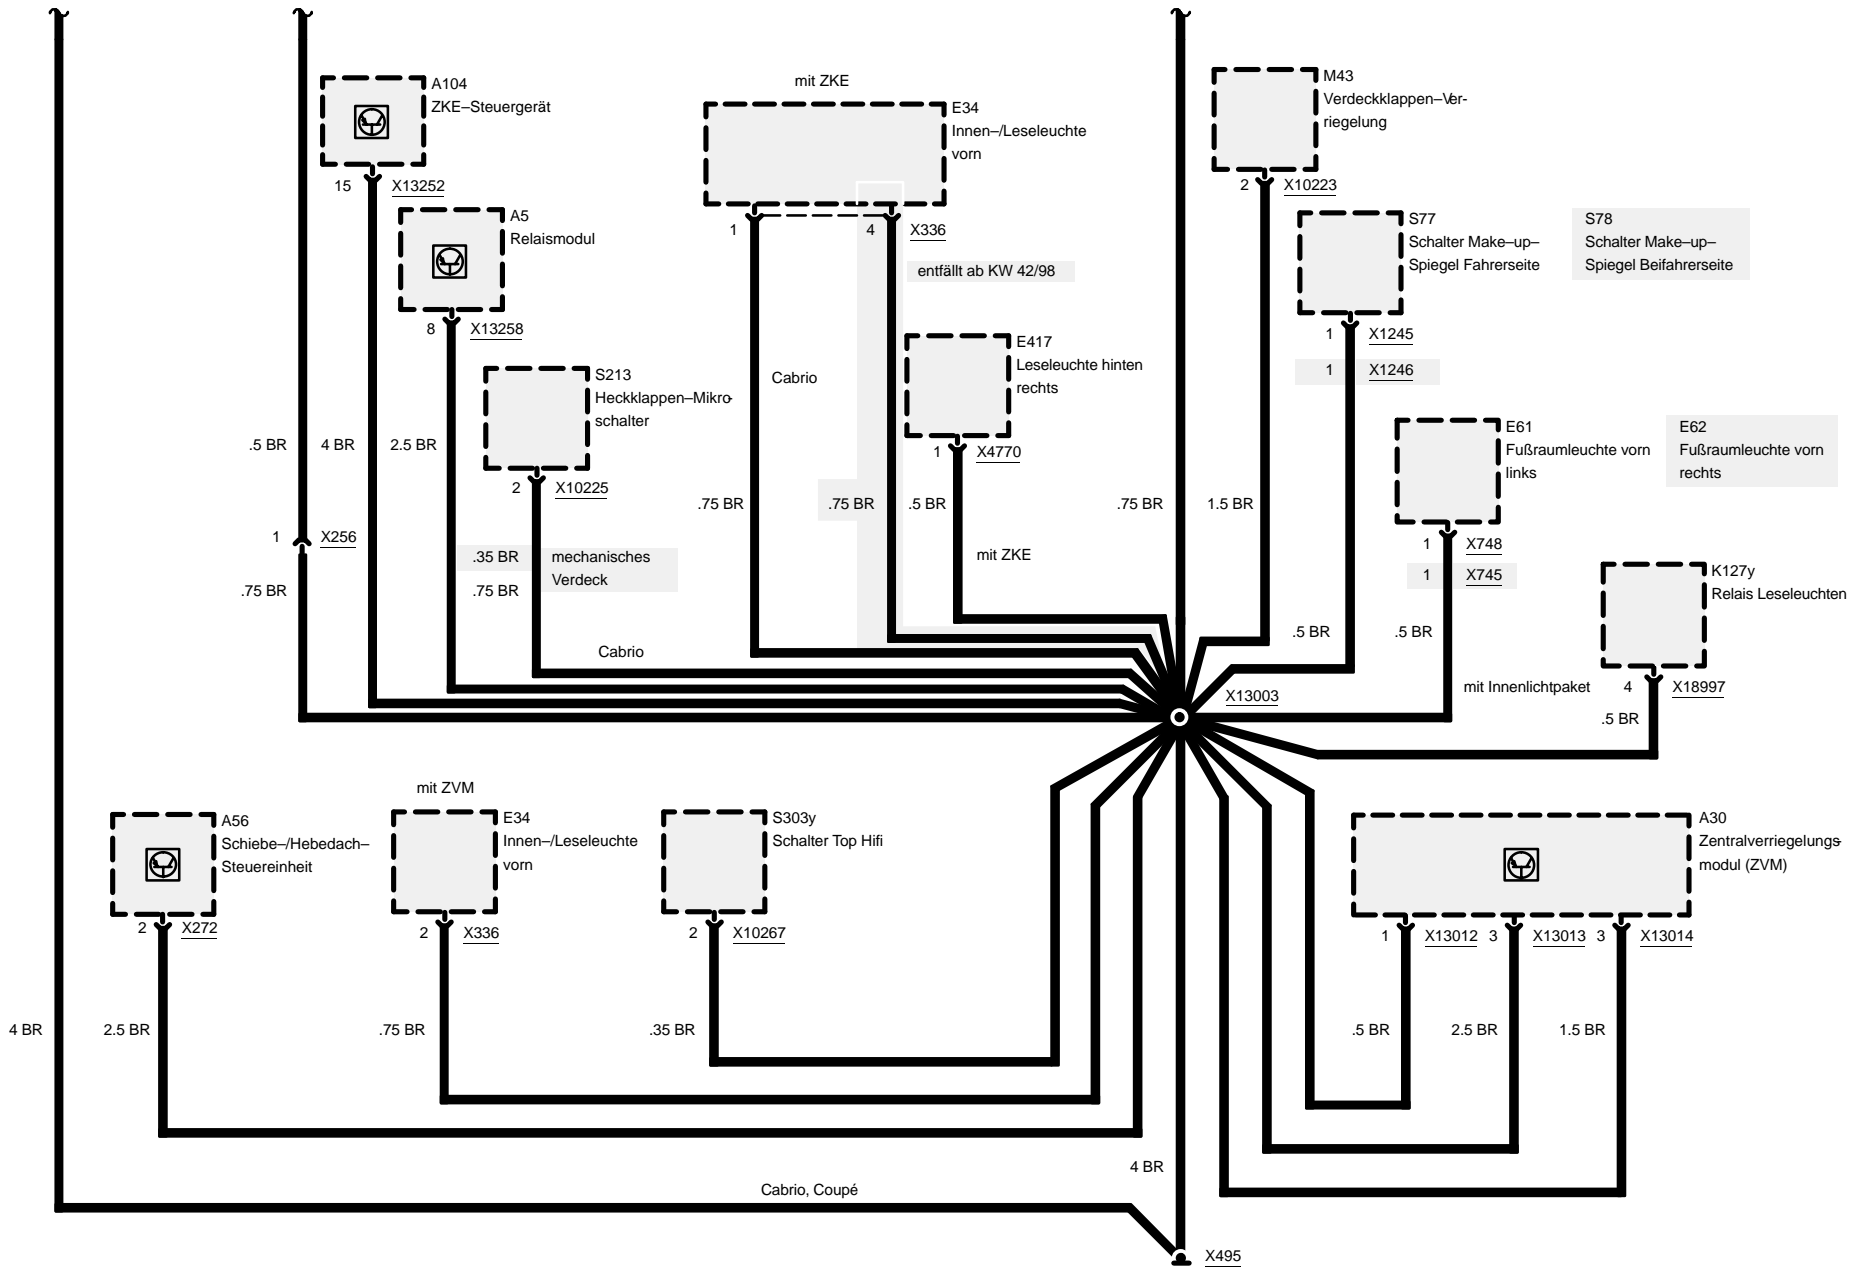 A104
ZKE–Steuergerät
15
X13252
A5
Relaismodul
8
X13258
S213
Heckklappen–Mikro-
schalter
2
X10225
mit ZKE
E34
Innen–/Leseleuchte
vorn
1
4
X336
entfällt ab KW 42/98
E417
Leseleuchte hinten
rechts
1
X4770
M43
Verdeckklappen–Ver-
riegelung
2
X10223
S77
Schalter Make–up–
Spiegel Fahrerseite
S78
Schalter Make–up–
Spiegel Beifahrerseite
1
X1245
1
X1246
E61
Fußraumleuchte vorn
links
E62
Fußraumleuchte vorn
rechts
1
X748
1
X745
K127y
Relais Leseleuchten
4
X18997
Cabrio
.5 BR
4 BR
2.5 BR
.75 BR
.75 BR
.5 BR
.75 BR
1.5 BR
1
X256
.35 BR
mechanisches
Verdeck
.75 BR
.75 BR
mit ZKE
.5 BR
.5 BR
Cabrio
mit Innenlichtpaket
.5 BR
X13003
mit ZVM
A56
Schiebe–/Hebedach–
Steuereinheit
2
X272
E34
Innen–/Leseleuchte
vorn
2
X336
S303y
Schalter Top Hifi
2
X10267
A30
Zentralverriegelungs-
modul (ZVM)
1
X13012
3
X13013
3
X13014
4 BR
2.5 BR
.75 BR
.35 BR
.5 BR
2.5 BR
1.5 BR
4 BR
Cabrio, Coupé
X495